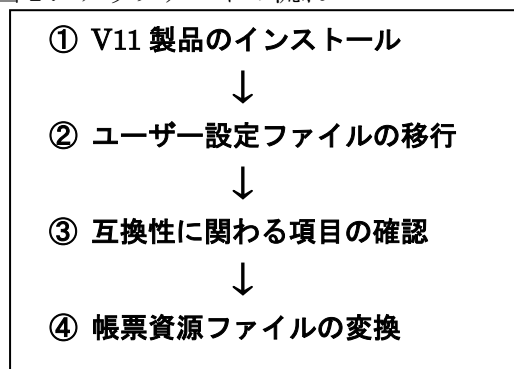 ① V11 製品のインストール
↓
② ユーザー設定ファイルの移行
↓
③ 互換性に関わる項目の確認
↓
④ 帳票資源ファイルの変換